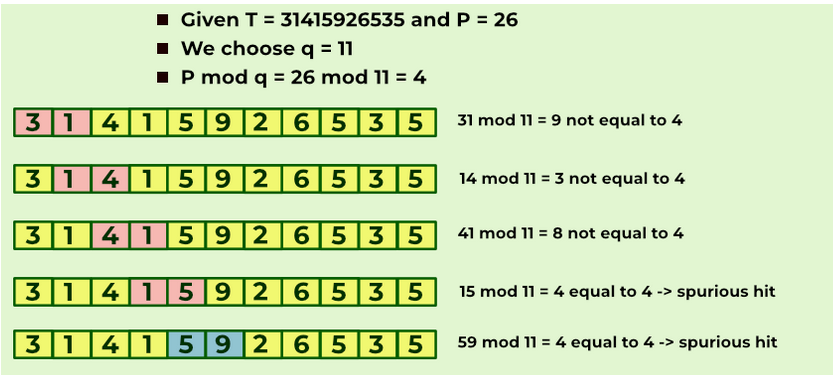 Given T = 31415926535 and P = 26
We choose q = 11
P mod q = 26 mod 11 = 4
3 1 4 1 5 9 2 6 5 3 5 31 mod 11 = 9 not equal to 4
3 1 4 1 5 9 2 6 5 3 5 14 mod 11 = 3 not equal to 4
3 1 4 1 5 9 2 6 5 3 5 41 mod 11 = 8 not equal to 4
3 1 4 1 5 9 2 6 5 3 5 15 mod 11 = 4 equal to 4 -> spurious hit
3 1 4 1 5 9 2 6 5 3 5 59 mod 11 = 4 equal to 4 -> spurious hit